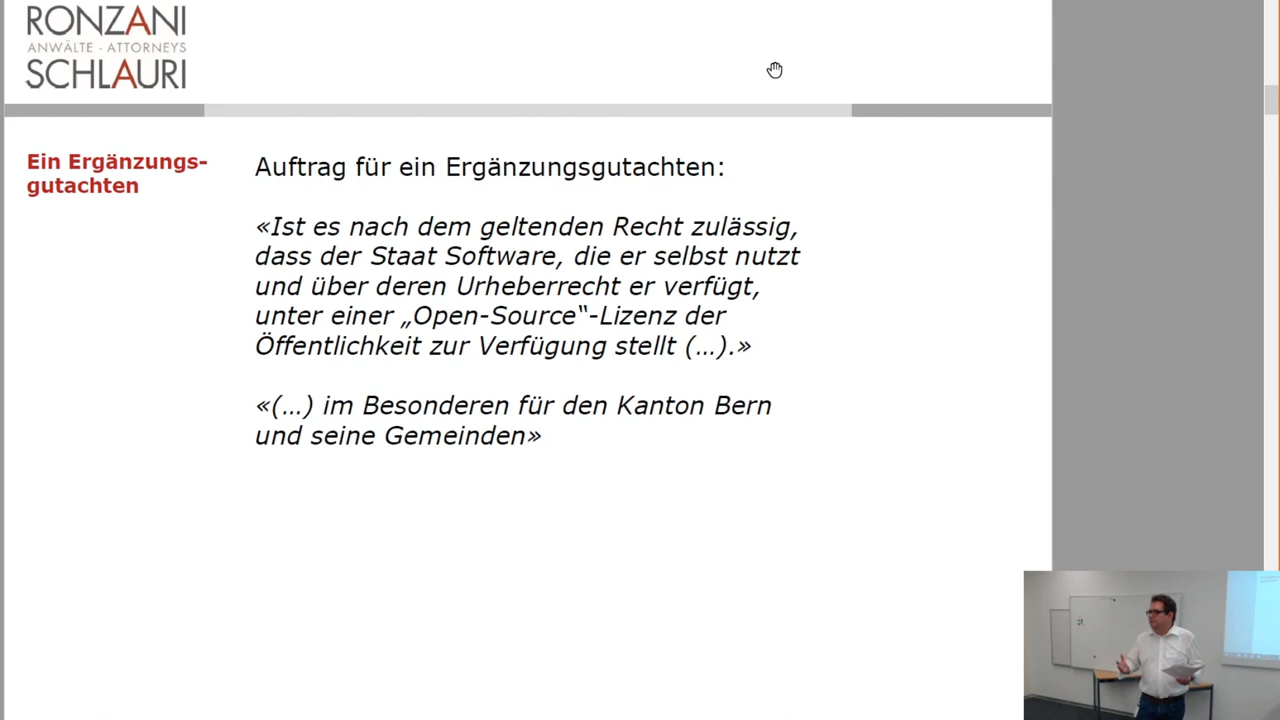 RONZANI
ANWÄLTE - ATTORNEYS
SCHLAURI
Ein Ergänzungs-
gutachten
Auftrag für ein Ergänzungsgutachten:
«Ist es nach dem geltenden Recht zulässig,
dass der Staat Software, die er selbst nutzt
und über deren Urheberrecht er verfügt,
unter einer „Open-Source“-Lizenz der
Öffentlichkeit zur Verfügung stellt (…).»
«(…) im Besonderen für den Kanton Bern
und seine Gemeinden»